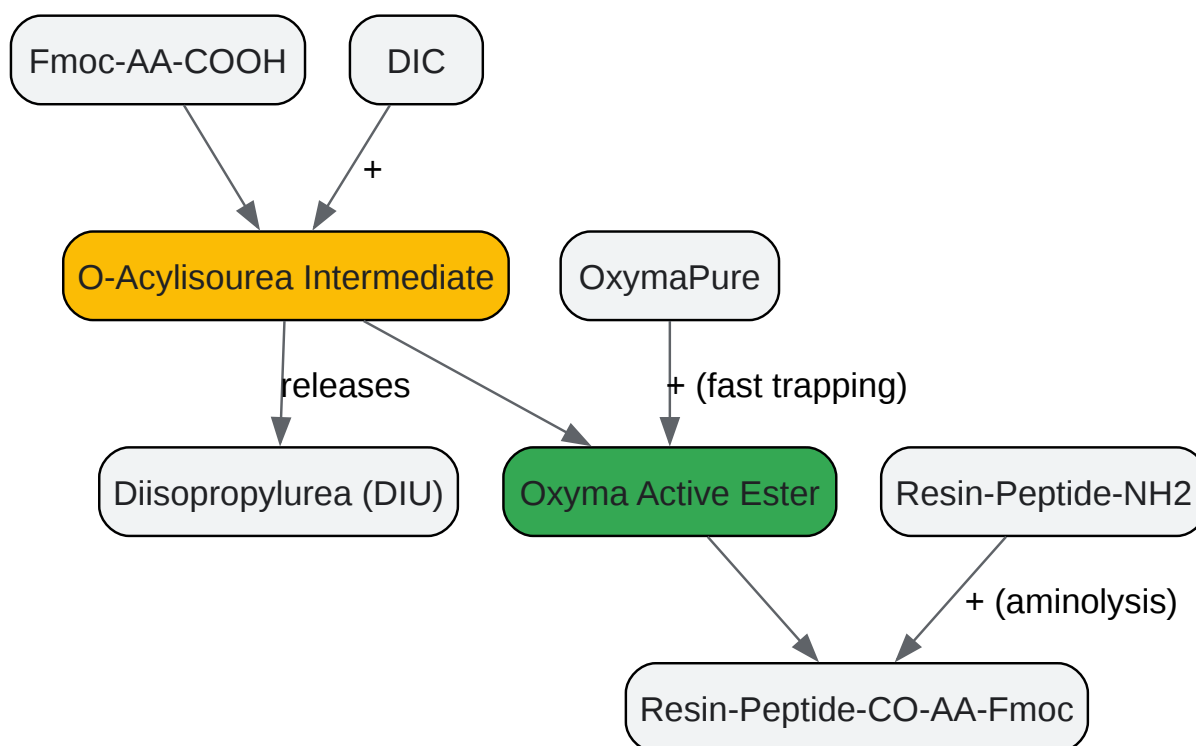 Fmoc-AA-COOH
DIC
+
O-Acylisourea Intermediate
OxymaPure
releases
+ (fast trapping)
Diisopropylurea (DIU)
Oxyma Active Ester
Resin-Peptide-NH2
+ (aminolysis)
Resin-Peptide-CO-AA-Fmoc